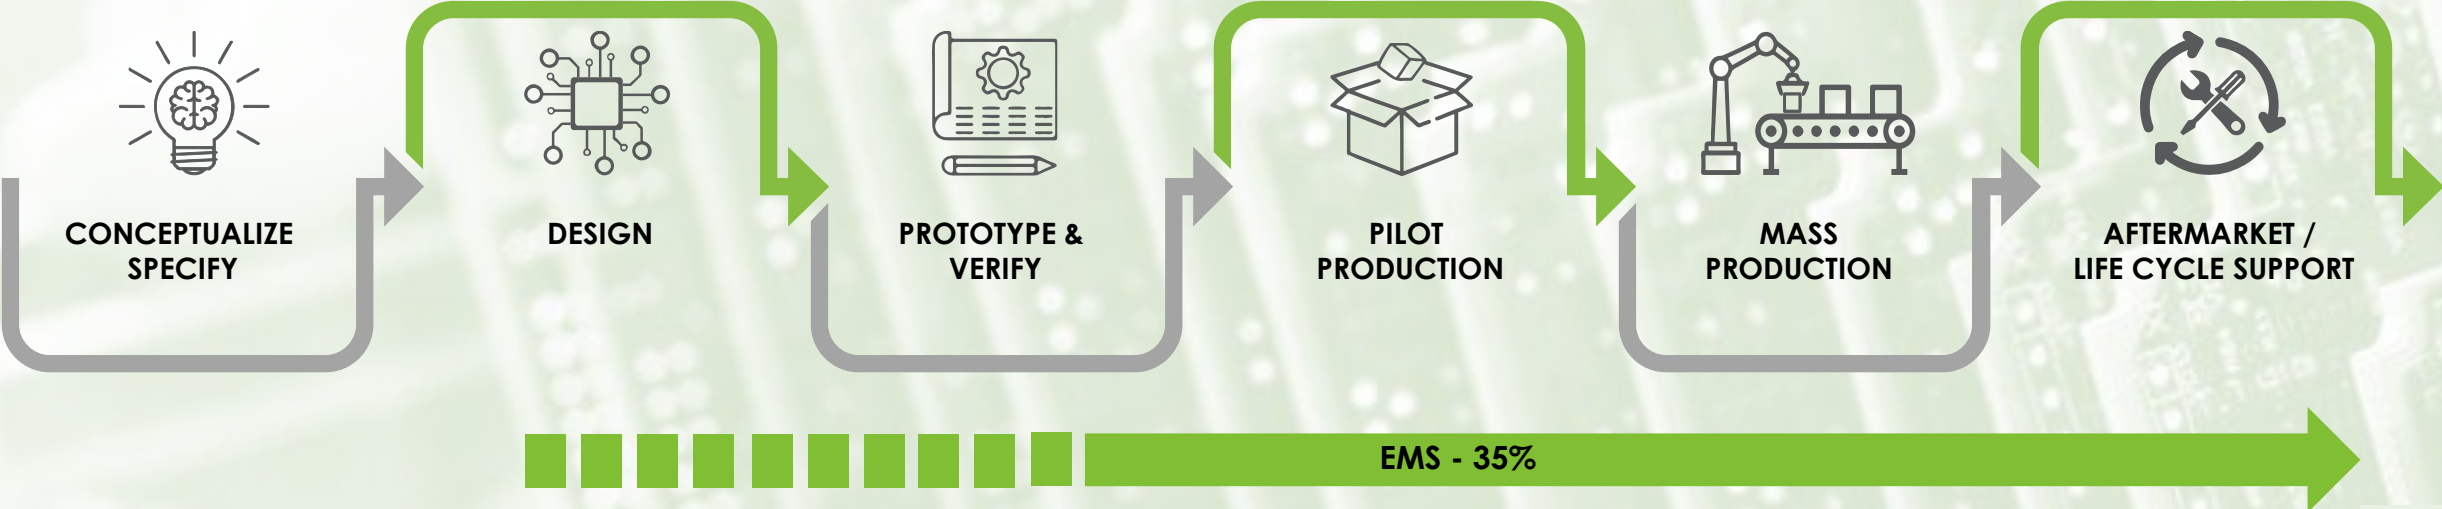 CONCEPTUALIZE
SPECIFY
DESIGN
PROTOTYPE &
VERIFY
PILOT
PRODUCTION
MASS
PRODUCTION
AFTERMARKET /
LIFE CYCLE SUPPORT
EMS - 35%